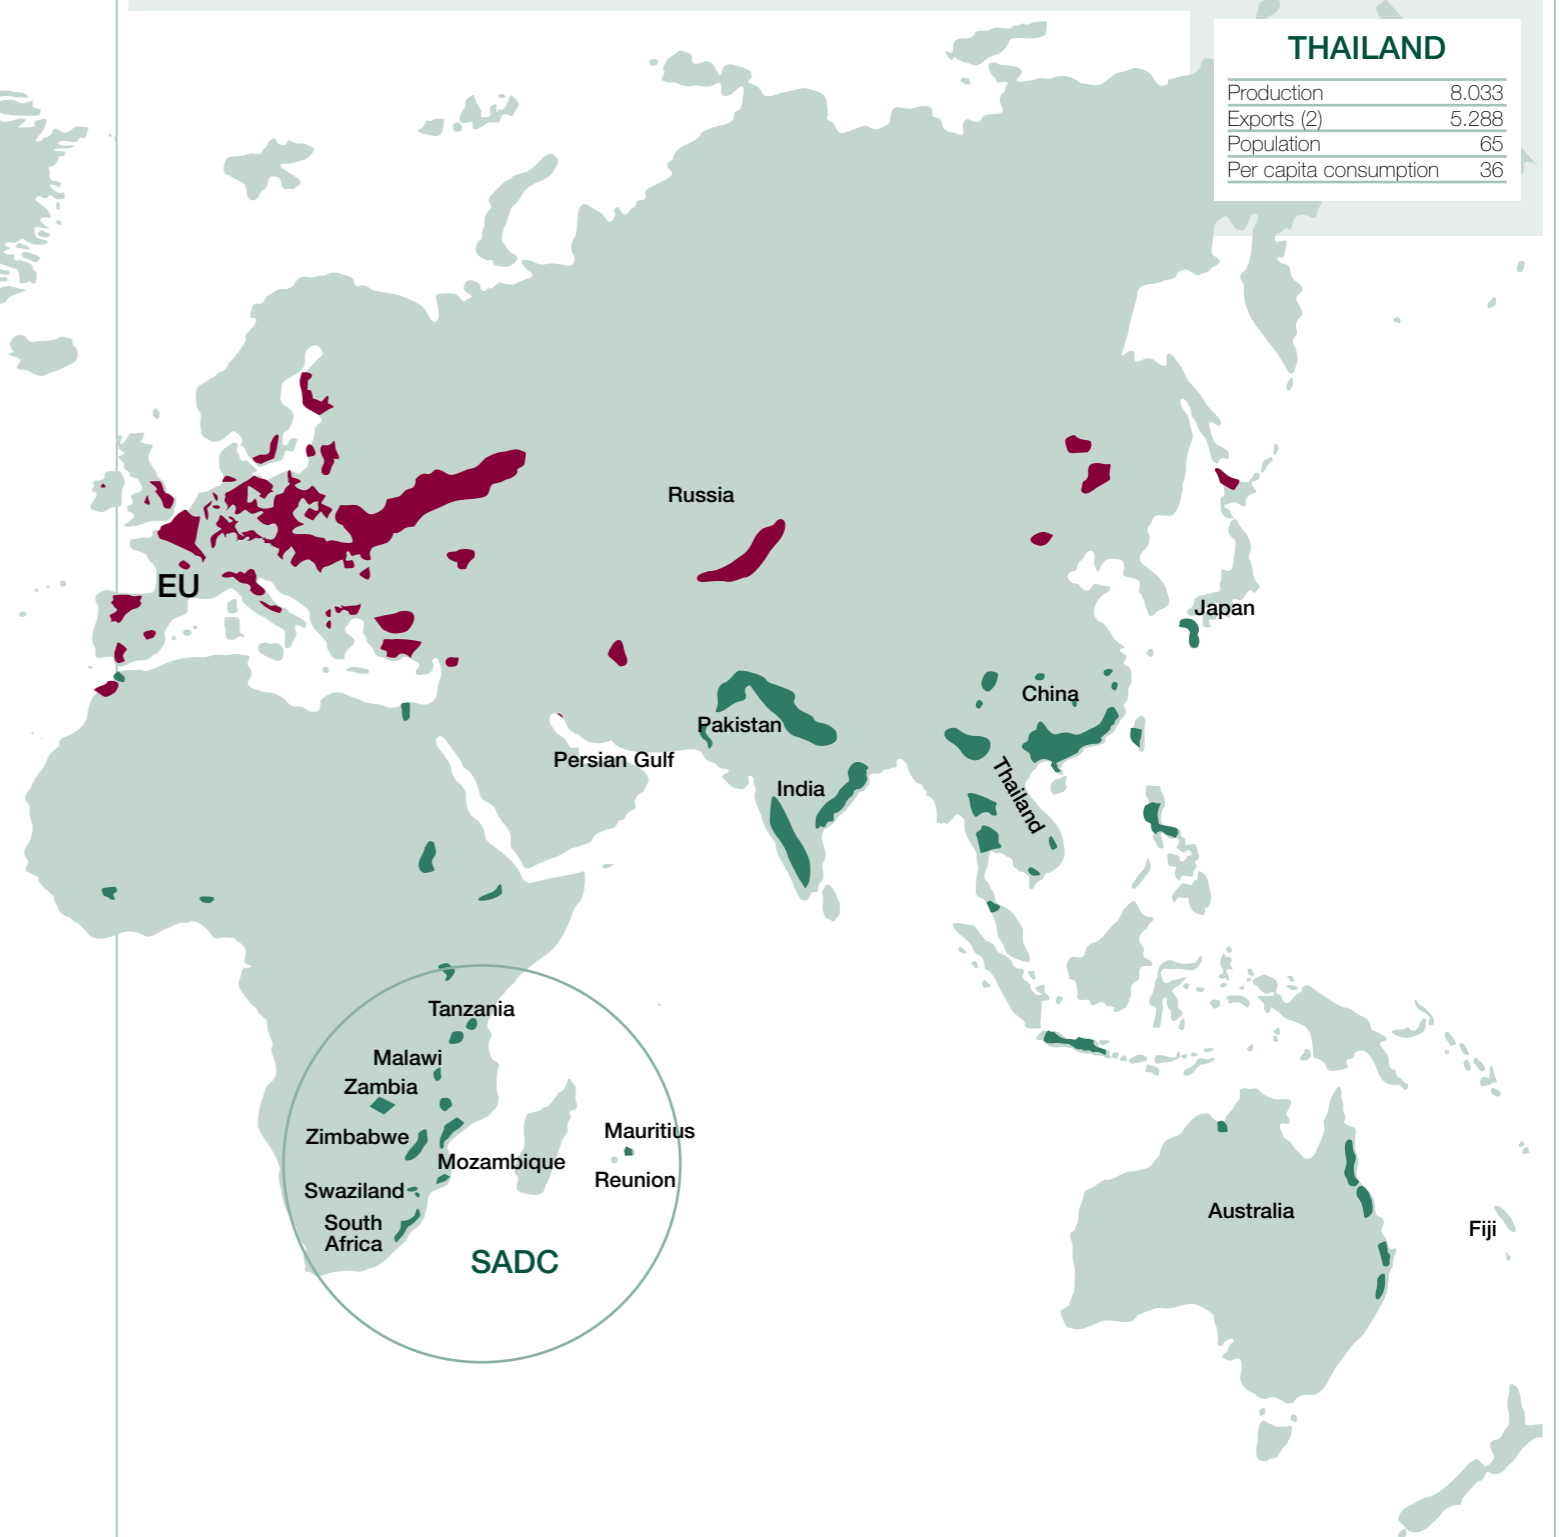 THAILAND
Production 8.033
Exports (2) 5.288
Population 65
Per capita consumption 36
Russia
EU
Japan
China
Pakistan
Persian Gulf
India
Thailand
Tanzania
Malawi
Zambia
Zimbabwe
Mauritius
Mozambique
Reunion
Swaziland
South
Africa
SADC
Australia
Fiji